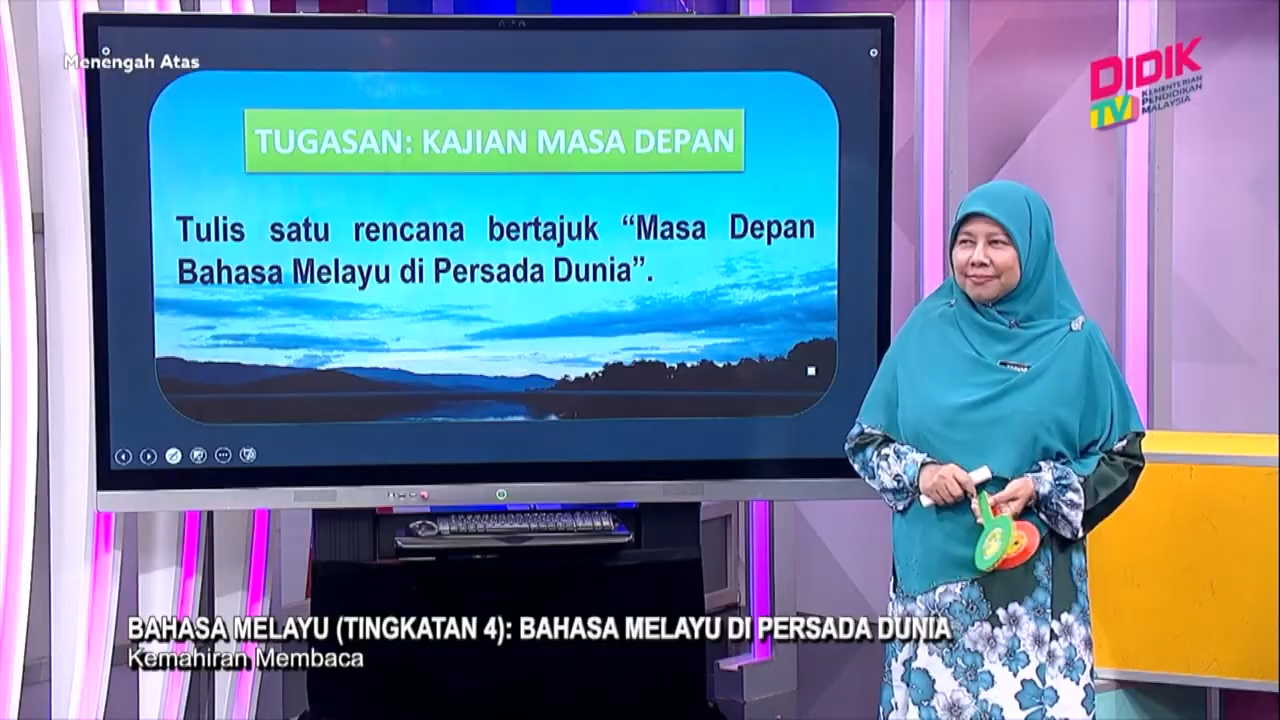 Menengah Atas
DIDIK
TV
KEMENTERIAN
PENDIDIKAN
MALAYSIA
TUGASAN: KAJIAN MASA DEPAN
Tulis satu rencana bertajuk “Masa Depan
Bahasa Melayu di Persada Dunia”.
BAHASA MELAYU (TINGKATAN 4): BAHASA MELAYU DI PERSADA DUNIA
Kemahiran Membaca